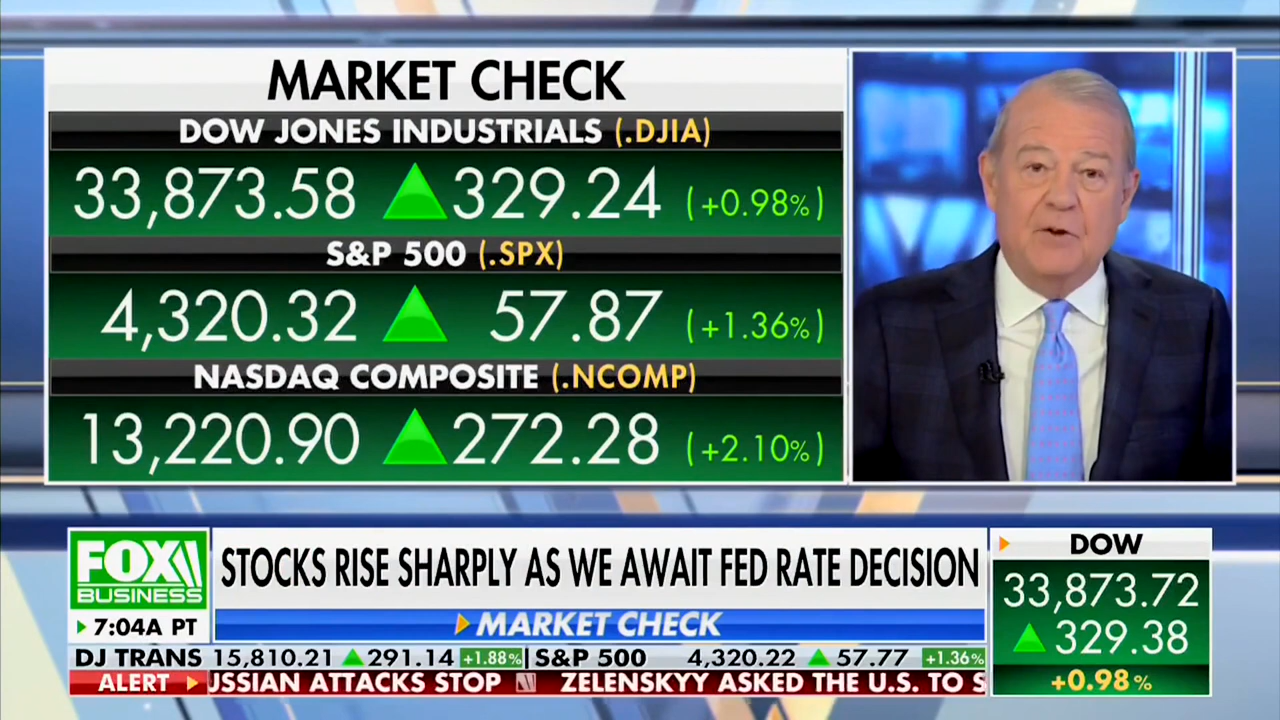 MARKET CHECK
DOW JONES INDUSTRIALS (.DJIA)
33,873.58 ▲ 329.24 (+0.98%)
S&P 500 (.SPX)
4,320.32 ▲ 57.87 (+1.36%)
NASDAQ COMPOSITE (.NCOMP)
13,220.90 ▲ 272.28 (+2.10%)
FOX BUSINESS
7:04A PT
STOCKS RISE SHARPLY AS WE AWAIT FED RATE DECISION
MARKET CHECK
DOW
33,873.72
▲ 329.38
+0.98%
DJ TRANS 15,810.21 ▲ 291.14 +1.88% S&P 500 4,320.22 ▲ 57.77 +1.36%
ALERT USSIAN ATTACKS STOP ZELENSKYY ASKED THE U.S. TO S